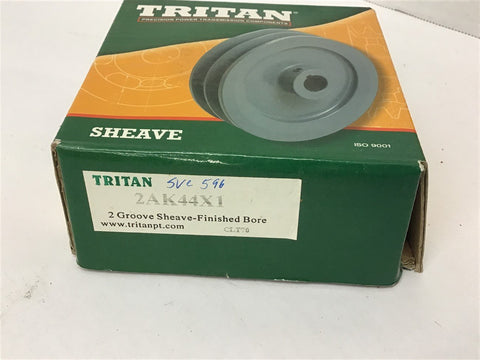 TRITAN
PRECISION POWER TRANSMISSION COMPONENTS
SHEAVE
ISO 9001
TRITAN SVC 596
2AK44X1
2 Groove Sheave-Finished Bore
www.tritanpt.com